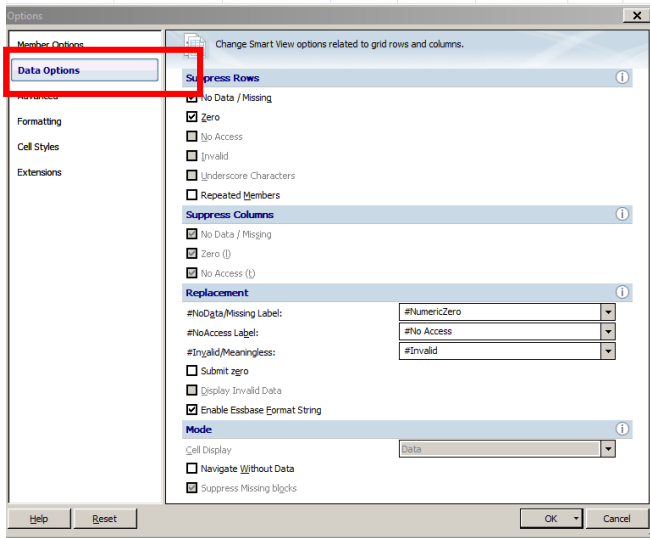 Options
Member Options
Data Options
Advanced
Formatting
Cell Styles
Extensions
Change Smart View options related to grid rows and columns.
Suppress Rows
No Data / Missing
Zero
No Access
Invalid
Underscore Characters
Repeated Members
Suppress Columns
No Data / Missing
Zero (l)
No Access (t)
Replacement
#NoData/Missing Label: #NumericZero
#NoAccess Label: #No Access
#Invalid/Meaningless: #Invalid
Submit zero
Display Invalid Data
Enable Essbase Format String
Mode
Cell Display Data
Navigate Without Data
Suppress Missing blocks
Help Reset OK Cancel